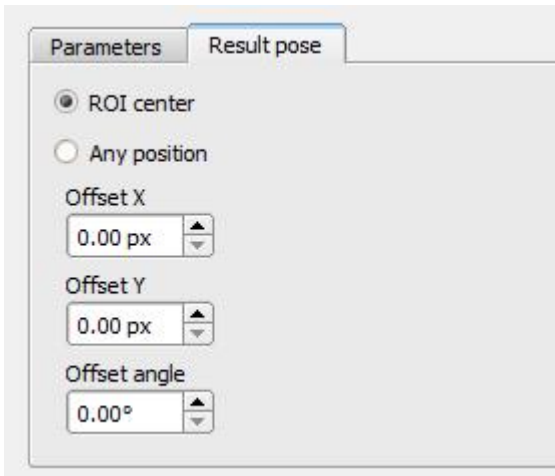 Parameters Result pose
ROI center
Any position
Offset X
0.00 px
Offset Y
0.00 px
Offset angle
0.00°